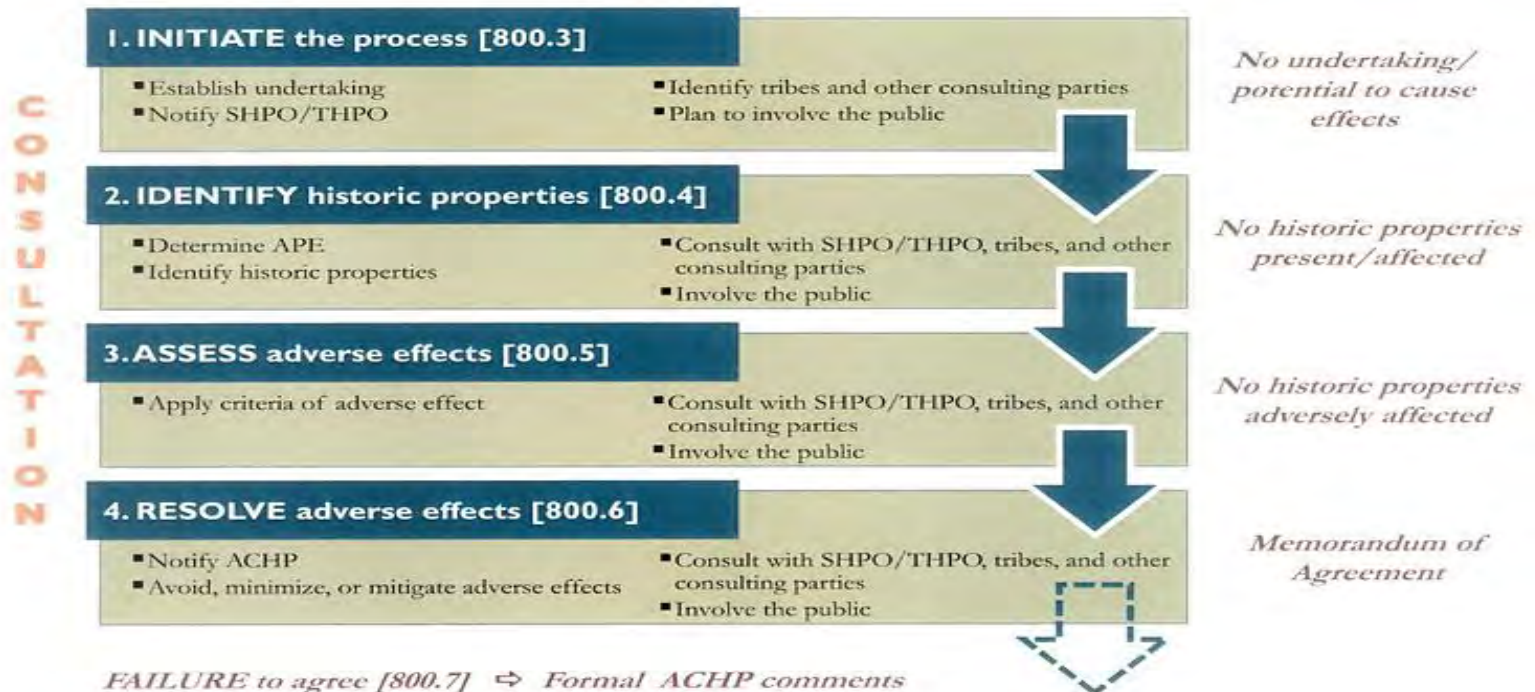 CONSULTATION
1. INITIATE the process [800.3]
▪Establish undertaking
▪Notify SHPO/THPO
▪Identify tribes and other consulting parties
▪Plan to involve the public
No undertaking/
potential to cause
effects
2. IDENTIFY historic properties [800.4]
▪Determine APE
▪Identify historic properties
▪Consult with SHPO/THPO, tribes, and other
consulting parties
▪Involve the public
No historic properties
present/affected
3. ASSESS adverse effects [800.5]
▪Apply criteria of adverse effect
▪Consult with SHPO/THPO, tribes, and other
consulting parties
▪Involve the public
No historic properties
adversely affected
4. RESOLVE adverse effects [800.6]
▪Notify ACHP
▪Avoid, minimize, or mitigate adverse effects
▪Consult with SHPO/THPO, tribes, and other
consulting parties
▪Involve the public
Memorandum of
Agreement
FAILURE to agree [800.7] ⇨ Formal ACHP comments